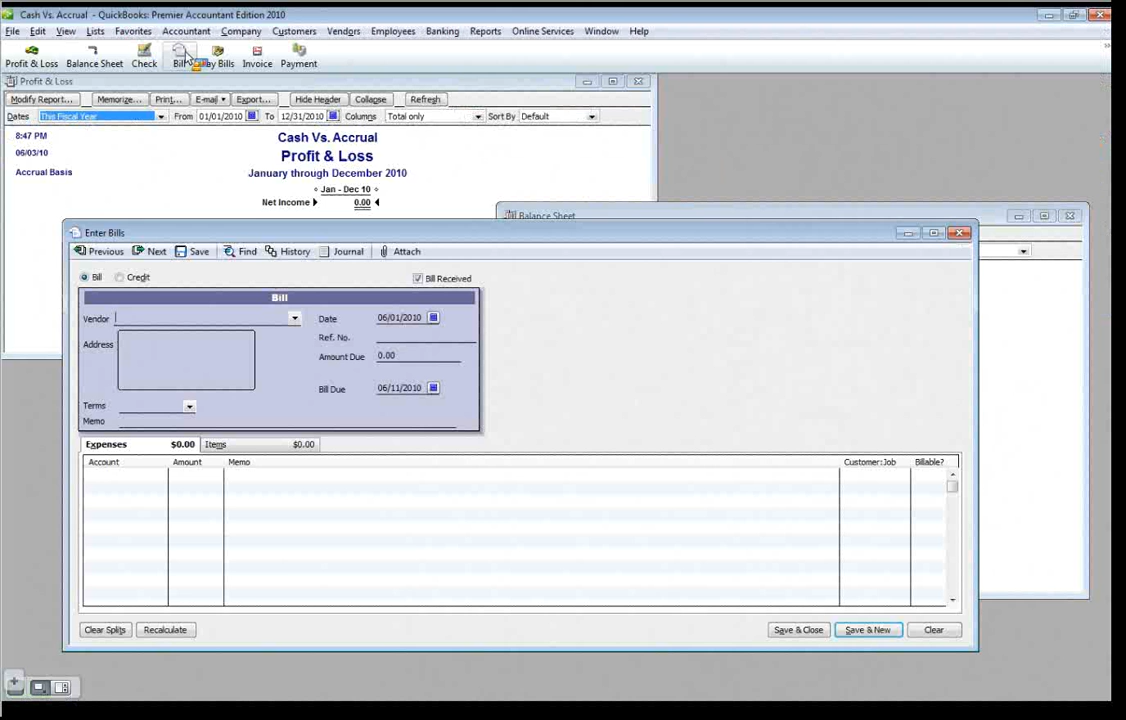 Cash Vs. Accrual - QuickBooks: Premier Accountant Edition 2010
File Edit View Lists Favorites Accountant Company Customers Vendors Employees Banking Reports Online Services Window Help
Profit & Loss Balance Sheet Check Bill Bills Invoice Payment
Profit & Loss
Modify Report... Memorize... Print... E-mail Export... Hide Header Collapse Refresh
Dates This Fiscal Year From 01/01/2010 To 12/31/2010 Columns Total only Sort By Default
8:47 PM
06/03/10
Accrual Basis
Cash Vs. Accrual
Profit & Loss
January through December 2010
Jan - Dec 10
Net Income 0.00
Balance Sheet
Enter Bills
Previous Next Save Find History Journal Attach
Bill Credit Bill Received
Bill
Vendor Date 06/01/2010
Ref. No.
Address
Amount Due 0.00
Bill Due 06/11/2010
Terms
Memo
Expenses $0.00 Items $0.00
Account Amount Memo Customer:Job Billable?
Clear Splits Recalculate Save & Close Save & New Clear